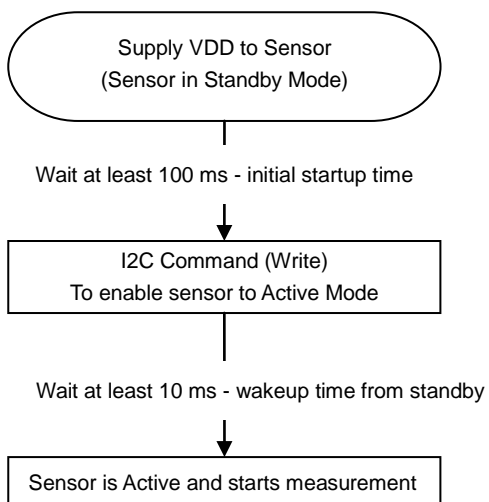 Supply VDD to Sensor
(Sensor in Standby Mode)
Wait at least 100 ms - initial startup time
I2C Command (Write)
To enable sensor to Active Mode
Wait at least 10 ms - wakeup time from standby
Sensor is Active and starts measurement